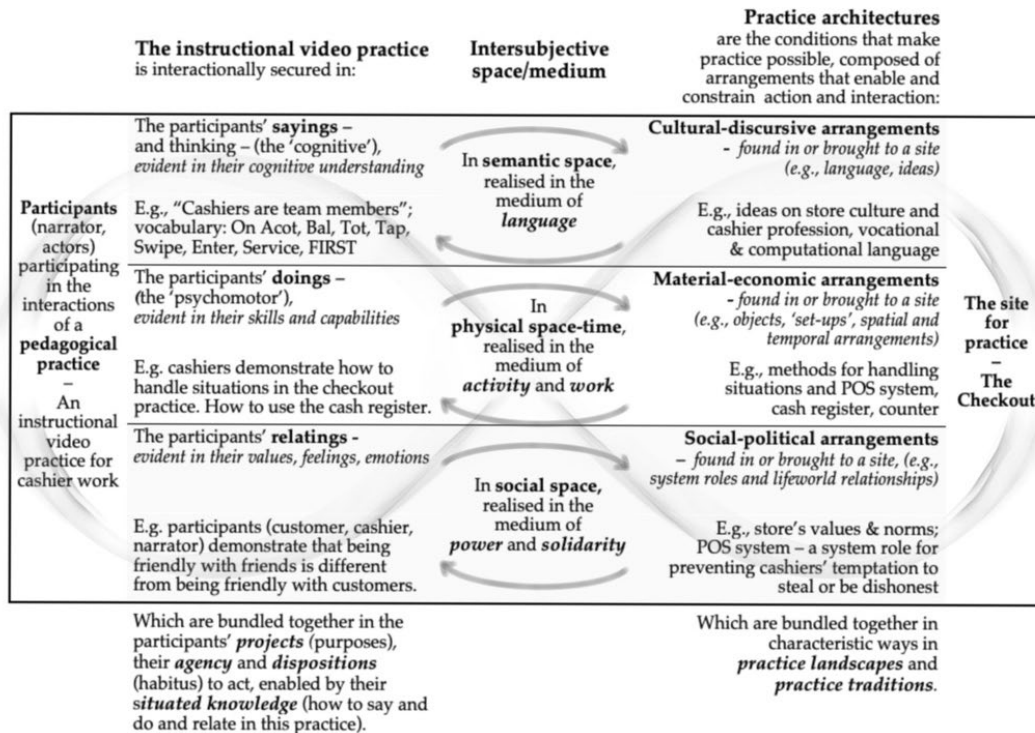 The instructional video practice
is interactionally secured in:
Intersubjective
space/medium
Practice architectures
are the conditions that make
practice possible, composed of
arrangements that enable and
constrain action and interaction:
Participants
(narrator,
actors)
participating
in the
interactions
of a
pedagogical
practice
–
An
instructional
video
practice for
cashier work
The participants' sayings –
and thinking – (the 'cognitive'),
evident in their cognitive understanding
E.g., "Cashiers are team members";
vocabulary: On Acot, Bal, Tot, Tap,
Swipe, Enter, Service, FIRST
In semantic space,
realised in the
medium of
language
Cultural-discursive arrangements
- found in or brought to a site
(e.g., language, ideas)
E.g., ideas on store culture and
cashier profession, vocational
& computational language
The participants' doings –
(the 'psychomotor'),
evident in their skills and capabilities
E.g. cashiers demonstrate how to
handle situations in the checkout
practice. How to use the cash register.
In
physical space-time,
realised in the
medium of
activity and work
Material-economic arrangements
- found in or brought to a site
(e.g., objects, 'set-ups', spatial and
temporal arrangements)
E.g., methods for handling
situations and POS system,
cash register, counter
The participants' relatings -
evident in their values, feelings, emotions
E.g. participants (customer, cashier,
narrator) demonstrate that being
friendly with friends is different
from being friendly with customers.
In social space,
realised in the
medium of
power and solidarity
Social-political arrangements
– found in or brought to a site, (e.g.,
system roles and lifeworld relationships)
E.g., store's values & norms;
POS system – a system role for
preventing cashiers' temptation to
steal or be dishonest
The site
for
practice
–
The
Checkout
Which are bundled together in the
participants' projects (purposes),
their agency and dispositions
(habitus) to act, enabled by their
situated knowledge (how to say and
do and relate in this practice).
Which are bundled together in
characteristic ways in
practice landscapes and
practice traditions.